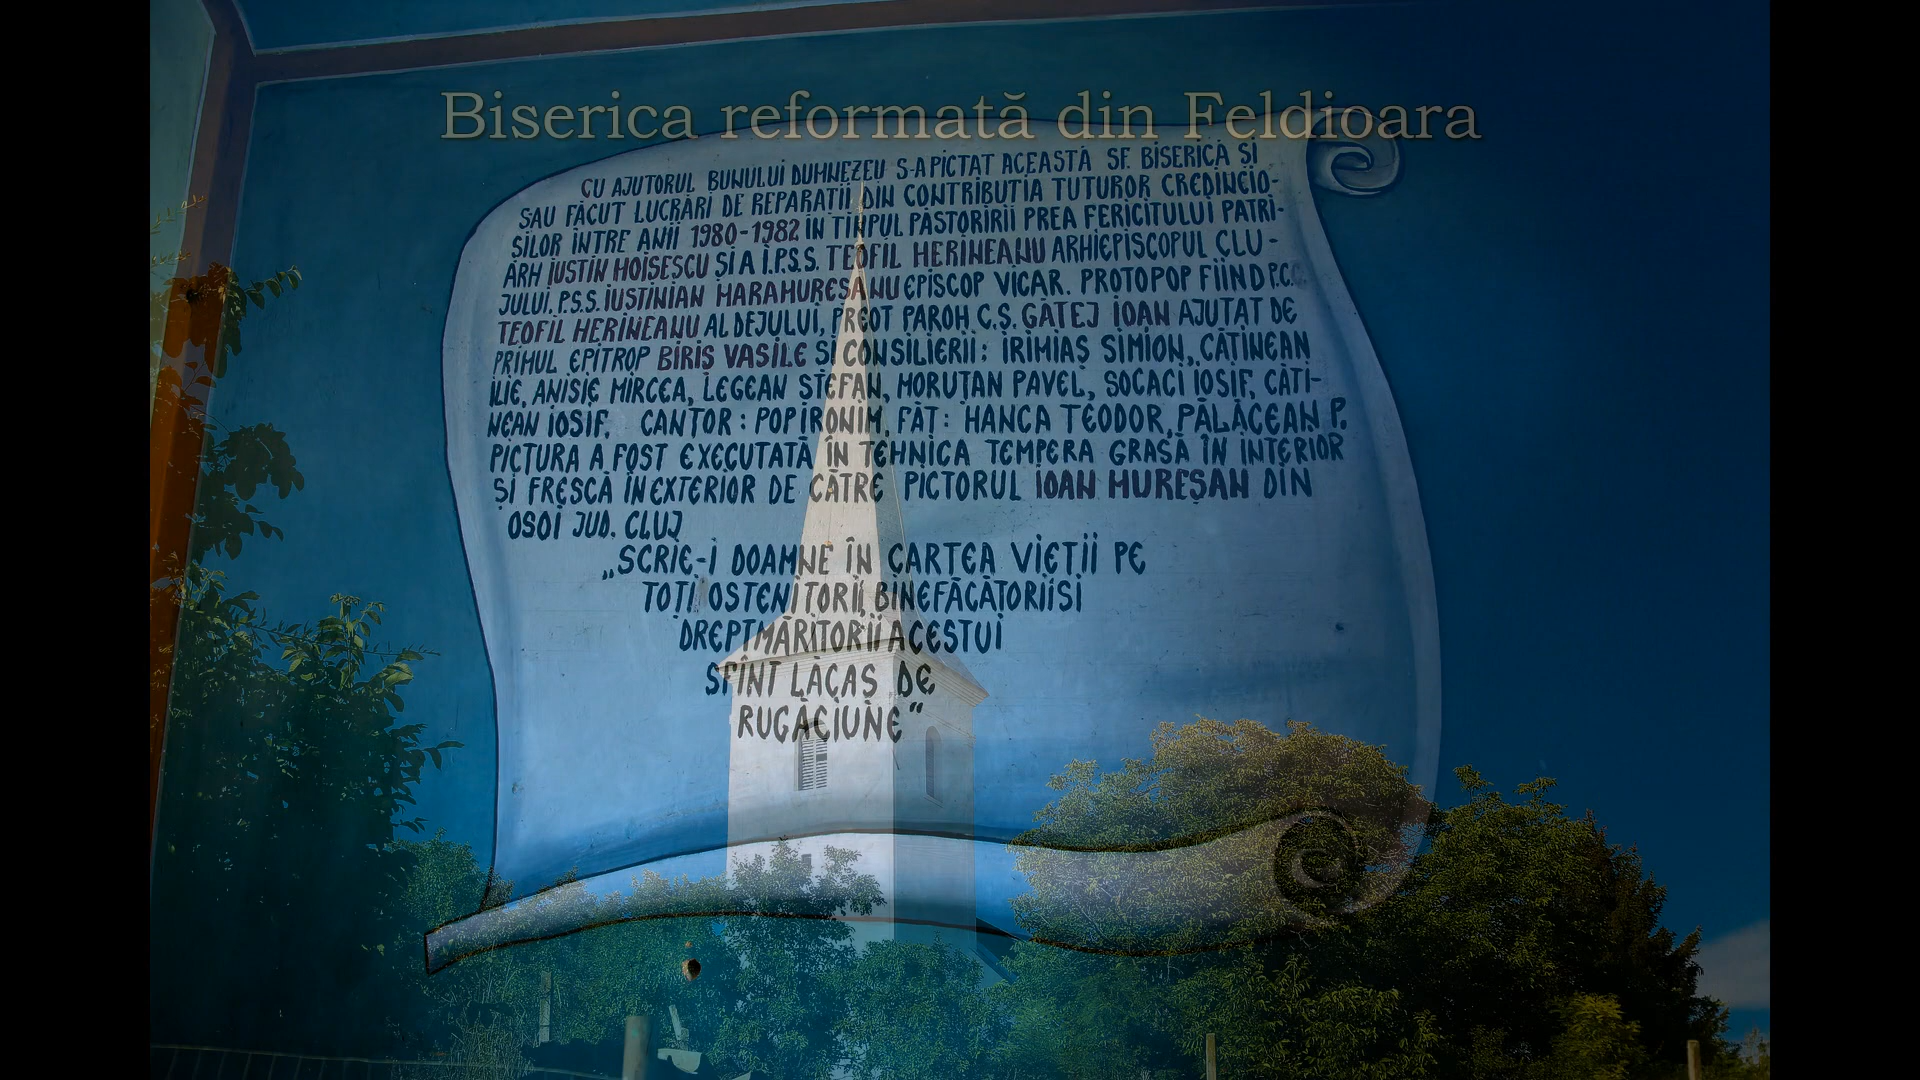 Biserica reformată din Feldioara
CU AJUTORUL BUNULUI DUMNEZEU S-A PICTAT ACEASTĂ SF. BISERICĂ ȘI
SAU FĂCUT LUCRĂRI DE REPARAȚII DIN CONTRIBUȚIA TUTUROR CREDINCIO-
ȘILOR ÎNTRE ANII 1980-1982 ÎN TIMPUL PĂSTORIRII PREA FERICITULUI PATRI-
ARH IUSTIN MOISESCU ȘI A I.P.S.S. TEOFIL HERINEANU ARHIEPISCOPUL CLU-
JULUI. P.S.S. IUSTINIAN MARAMUREȘANU EPISCOP VICAR. PROTOPOP FIIND P.C.
TEOFIL HERINEANU AL DEJULUI, PREOT PAROH C.S. GĂTEJ IOAN AJUTAT DE
PRIMUL EPITROP BIRIȘ VASILE ȘI CONSILIERII: IRIMIAȘ SIMION, CĂTINEAN
ILIE, ANISIE MIRCEA, LEGEAN ȘTEFAN, MORUȚAN PAVEL, SOCACI IOSIF, CĂTI-
NEAN IOSIF. CANTOR: POP IRONIM, FĂT: HANCA TEODOR, PĂLĂCEAN P.
PICTURA A FOST EXECUTATĂ ÎN TEHNICA TEMPERA GRASĂ ÎN INTERIOR
ȘI FRESCĂ ÎN EXTERIOR DE CĂTRE PICTORUL IOAN MUREȘAN DIN
OSOI JUD. CLUJ
„SCRIE-I DOAMNE ÎN CARTEA VIEȚII PE
TOȚI OSTENITORII, BINEFĂCĂTORII SI
DREPTMĂRITORII ACESTUI
SFÎNT LĂCAȘ DE
RUGĂCIUNE"